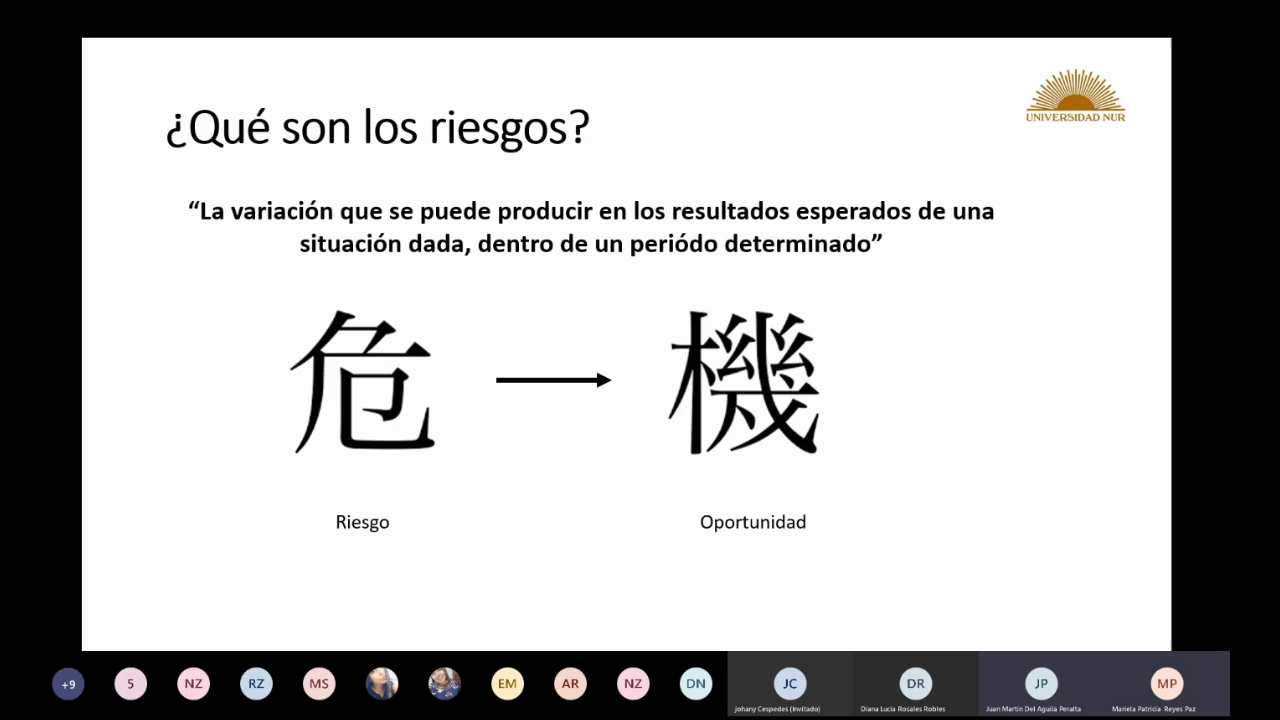 ¿Qué son los riesgos?
UNIVERSIDAD NUR
“La variación que se puede producir en los resultados esperados de una
situación dada, dentro de un periódo determinado”
危
機
Riesgo
Oportunidad
+9
5
NZ
RZ
MS
EM
AR
NZ
DN
JC
DR
JP
MP
johany Cespedes (Invitado)
Diana Lucia Rosales Robles
Juan Martin Del Aguila Peralta
Mariela Patricia Reyes Paz